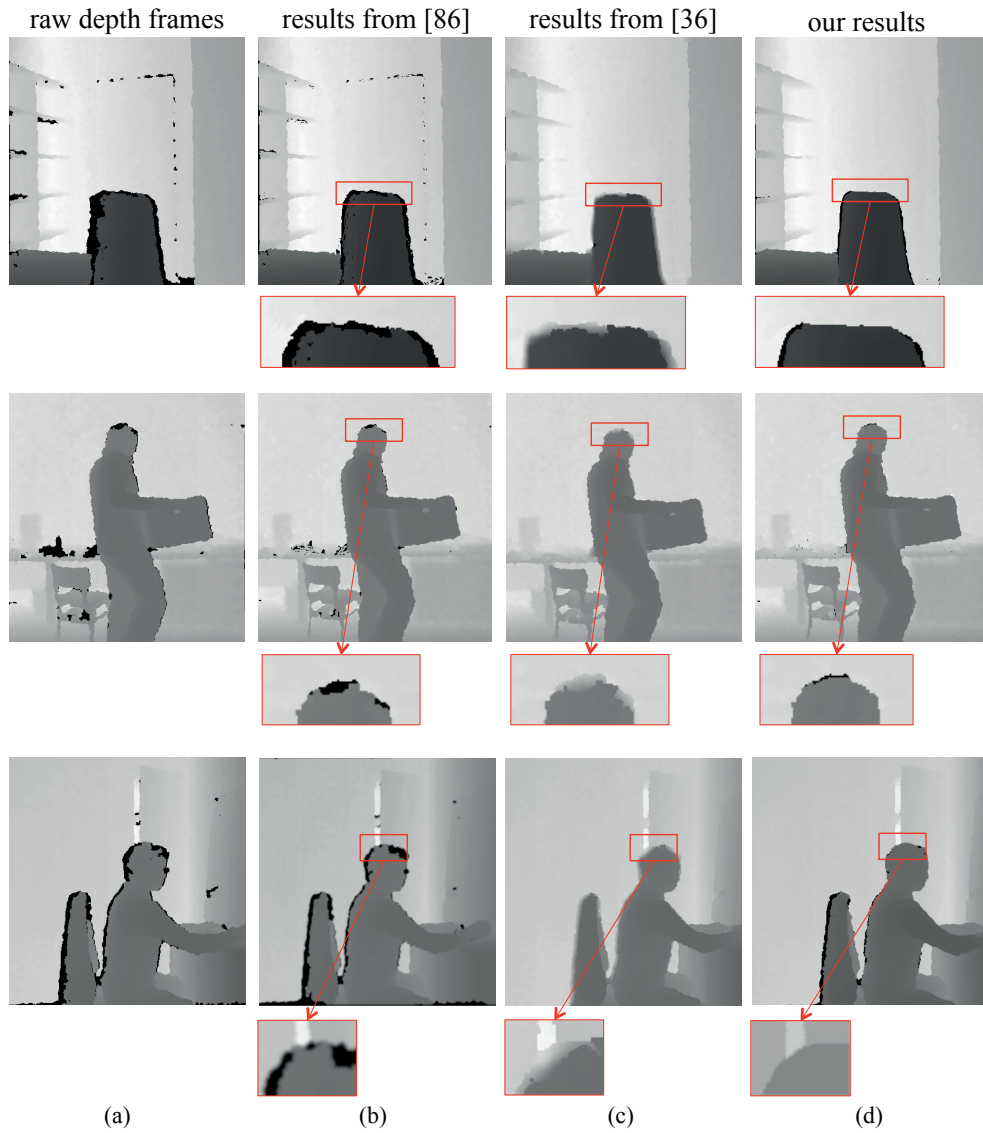 raw depth frames
results from [86]
results from [36]
our results
(a)
(b)
(c)
(d)